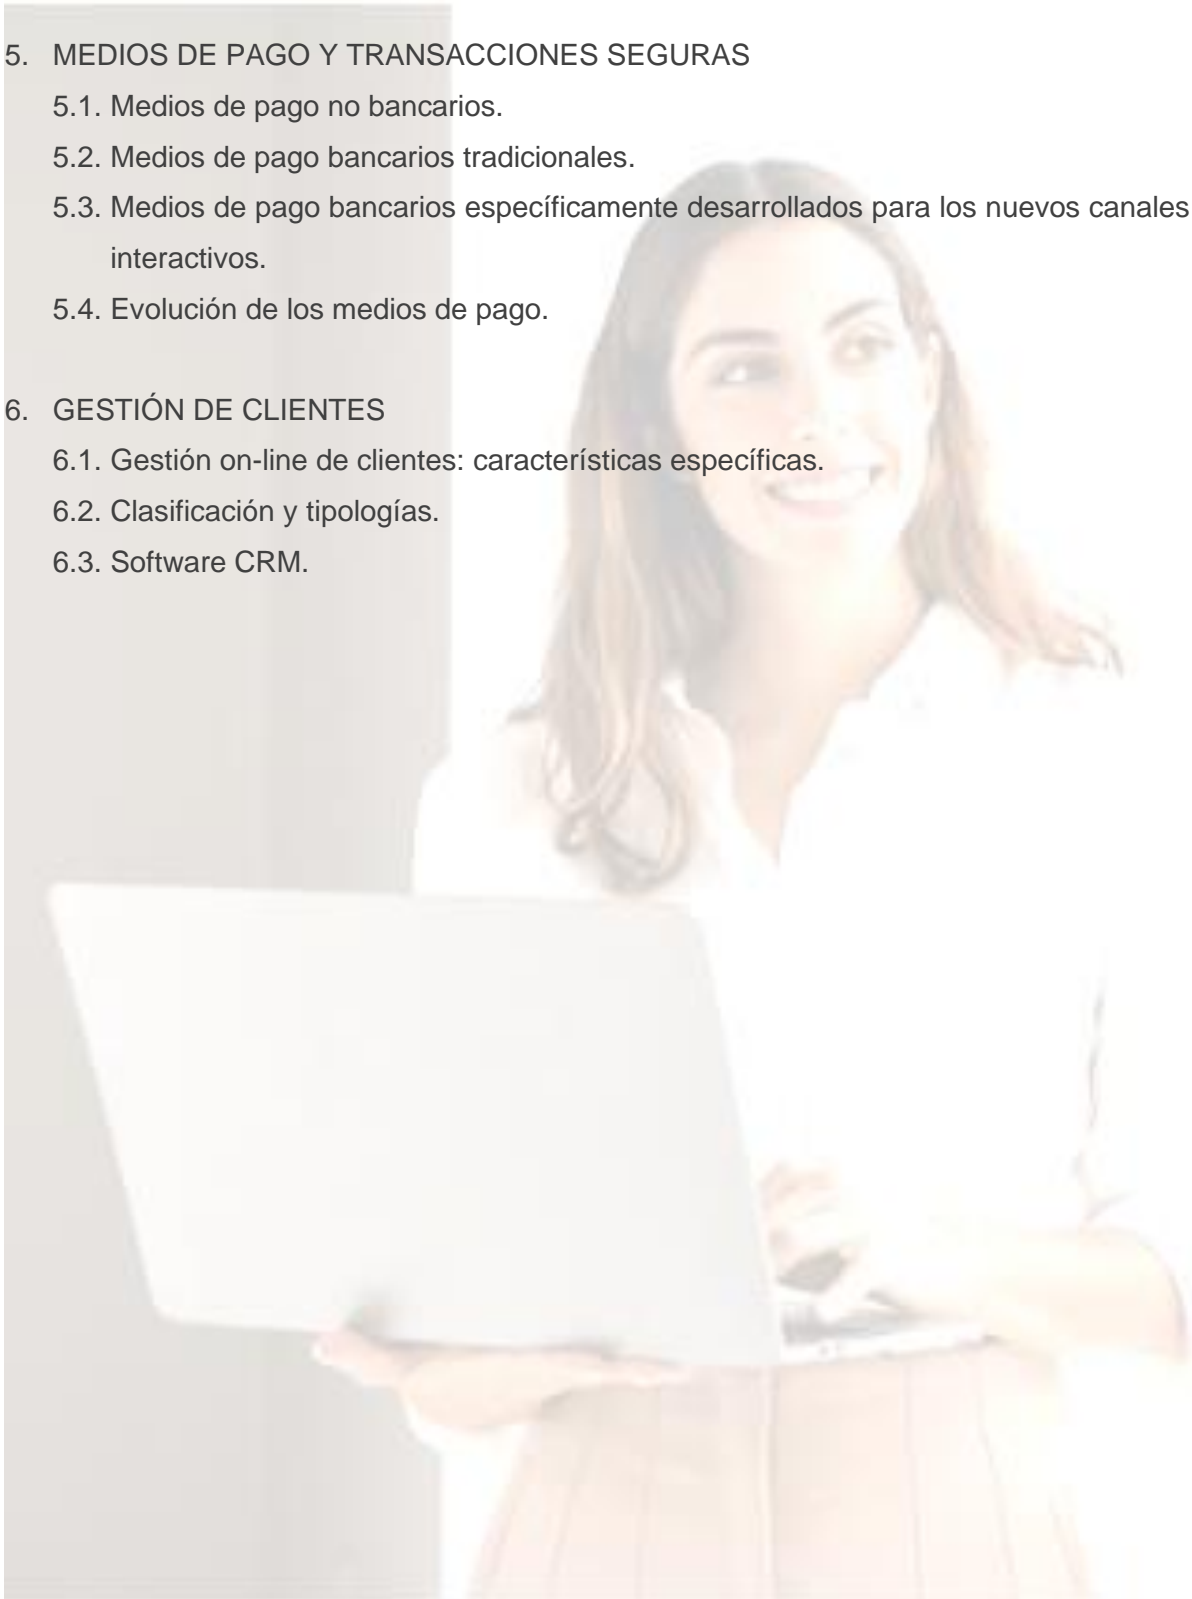 5. MEDIOS DE PAGO Y TRANSACCIONES SEGURAS
5.1. Medios de pago no bancarios.
5.2. Medios de pago bancarios tradicionales.
5.3. Medios de pago bancarios específicamente desarrollados para los nuevos canales
interactivos.
5.4. Evolución de los medios de pago.
6. GESTIÓN DE CLIENTES
6.1. Gestión on-line de clientes: características específicas.
6.2. Clasificación y tipologías.
6.3. Software CRM.